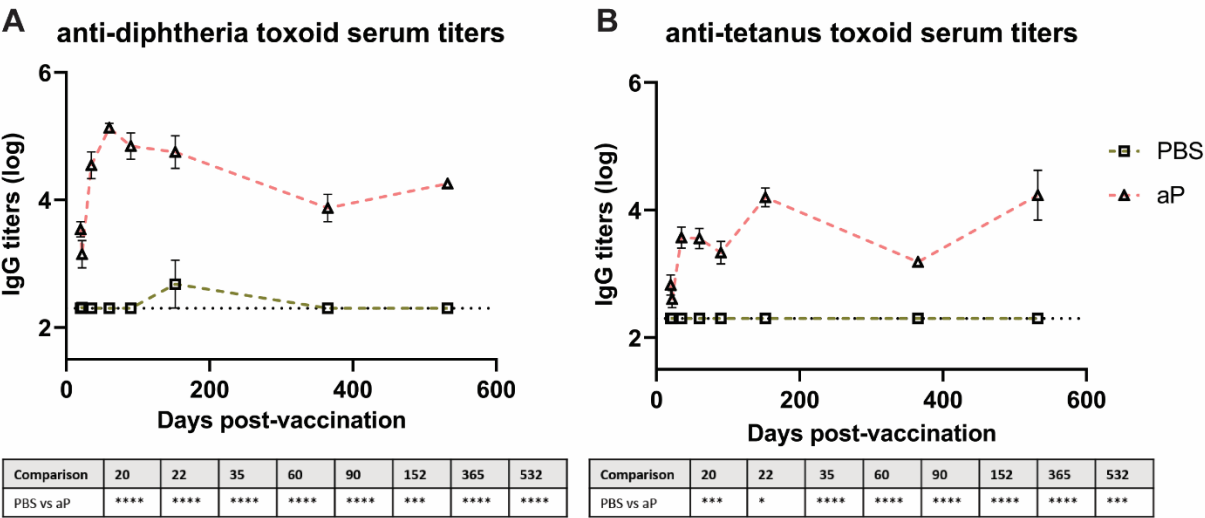 A
anti-diphtheria toxoid serum titers
6
4
2
IgG titers (log)
0
200
400
600
Days post-vaccination
Comparison 20 22 35 60 90 152 365 532
PBS vs aP **** **** **** **** **** *** **** ****
B
anti-tetanus toxoid serum titers
6
4
2
IgG titers (log)
0
200
400
600
Days post-vaccination
PBS
aP
Comparison 20 22 35 60 90 152 365 532
PBS vs aP *** * **** **** **** **** **** ***